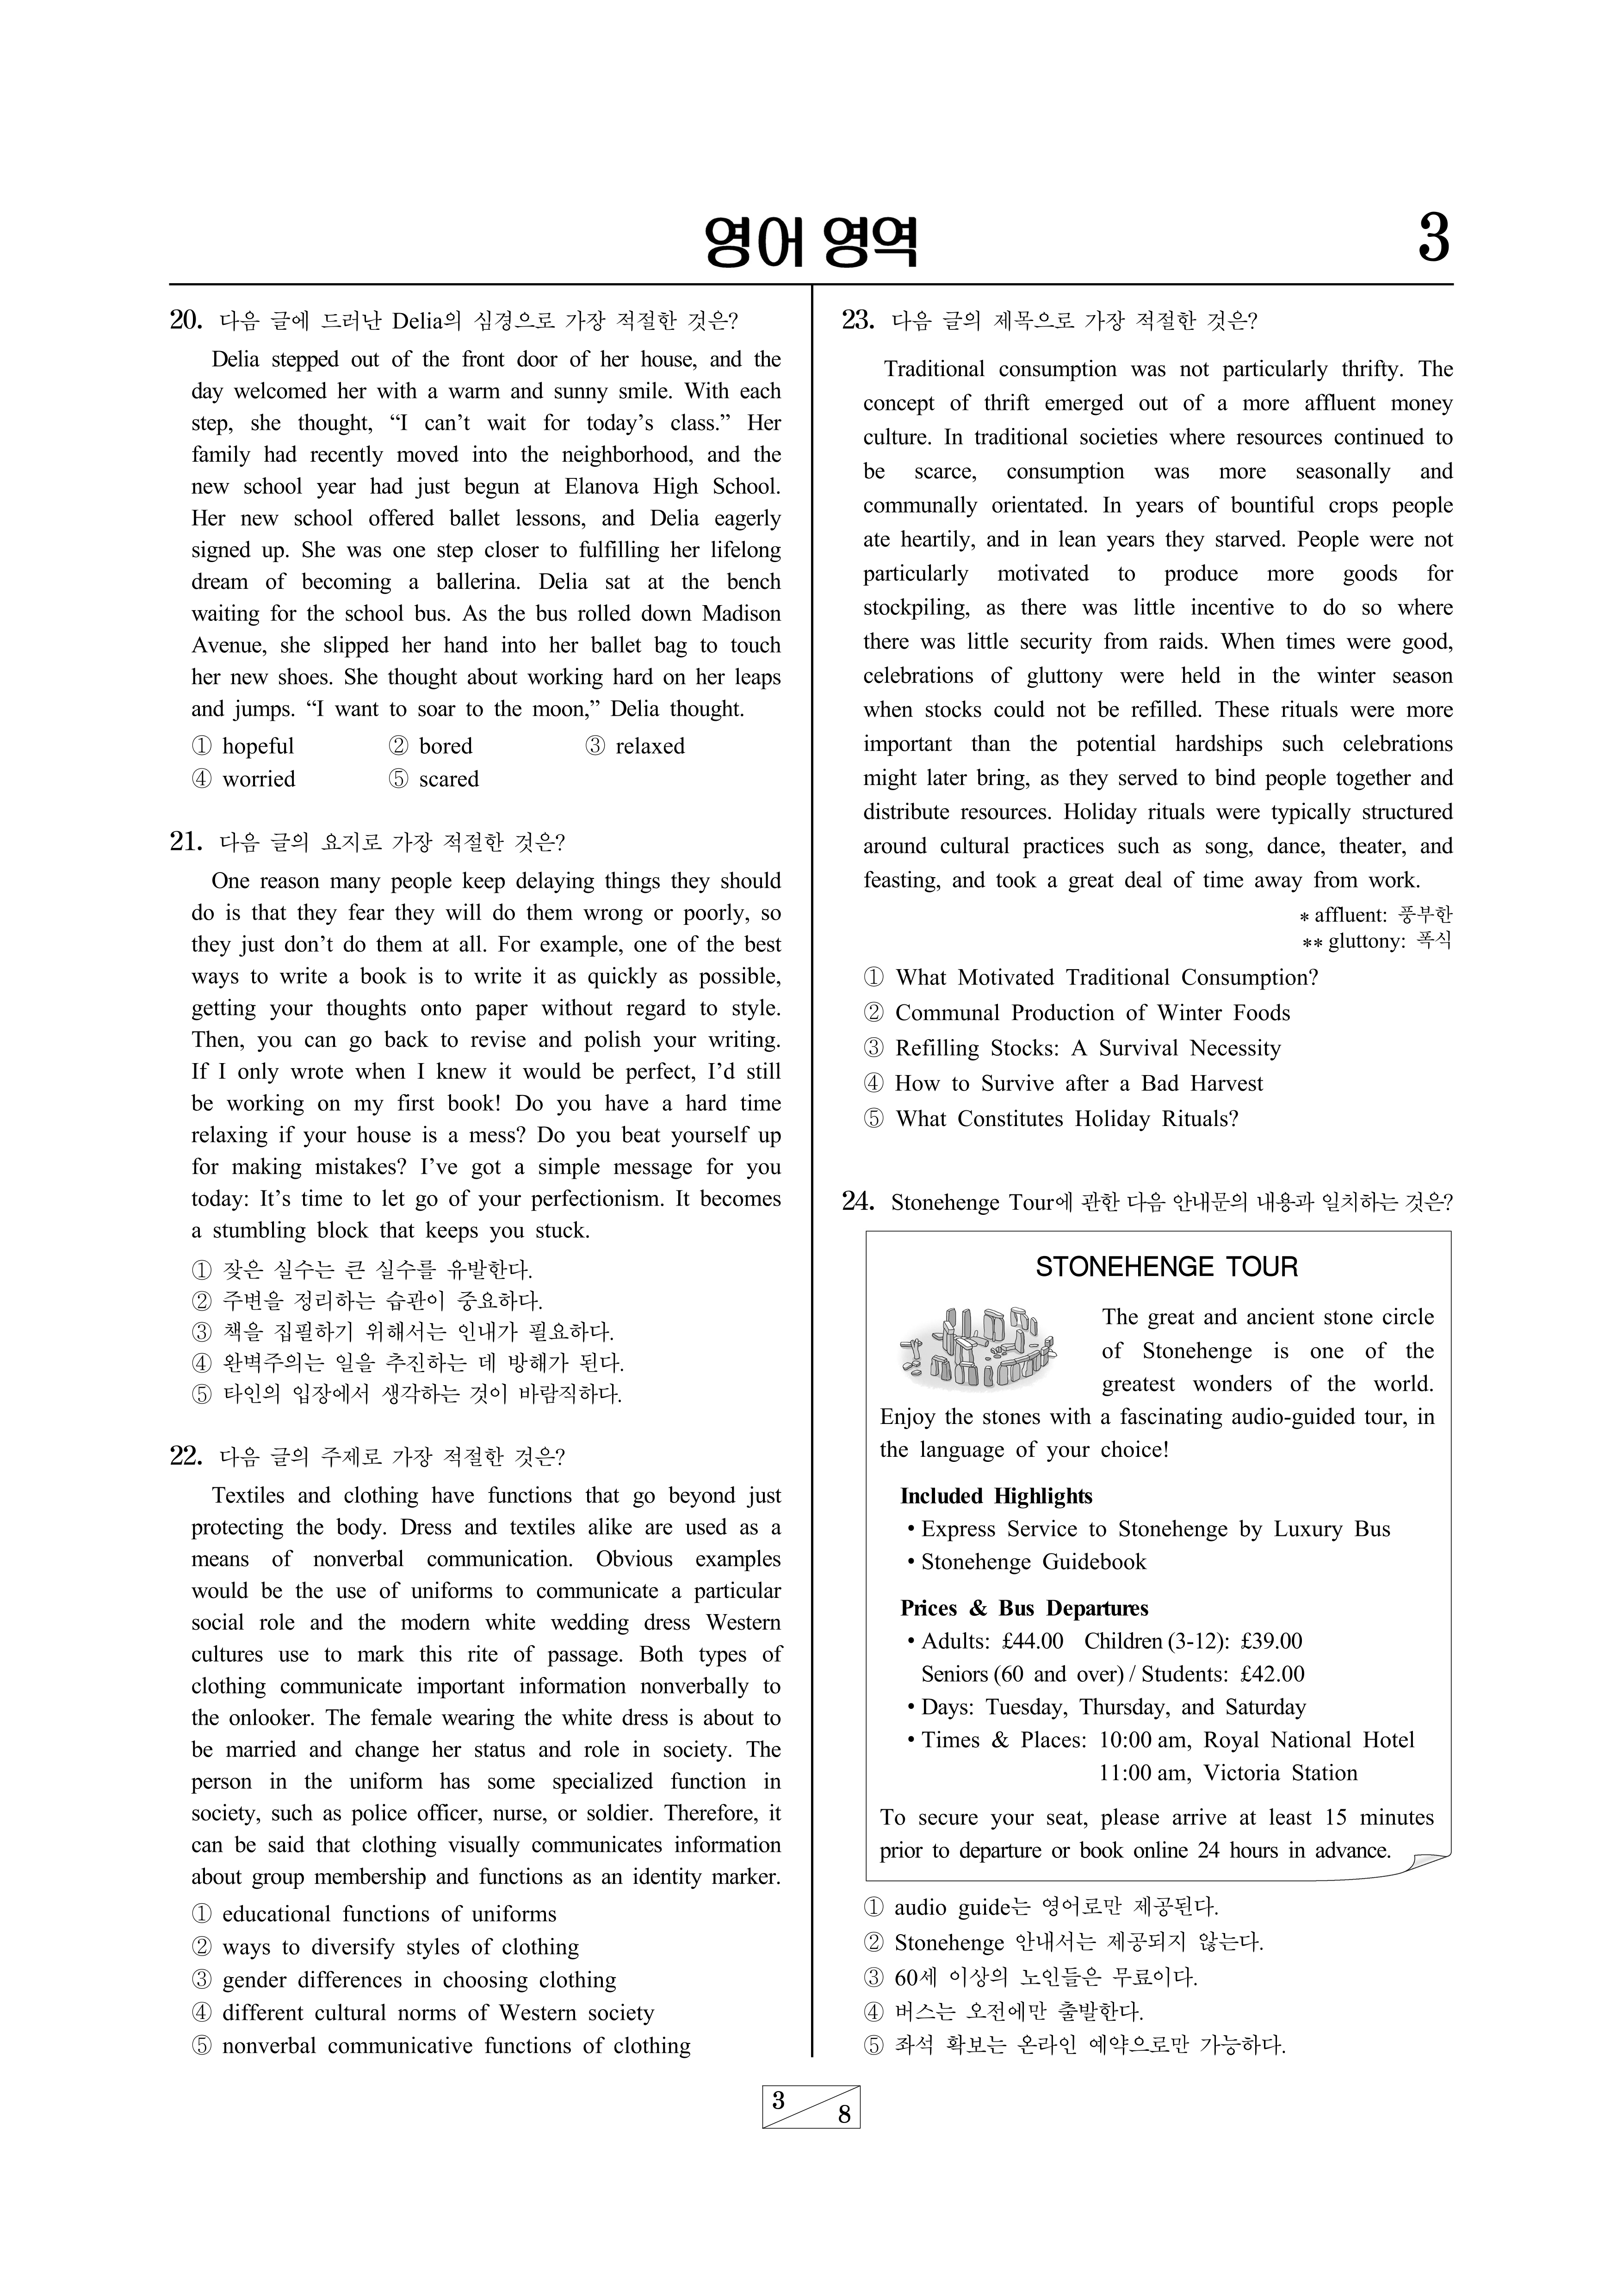 영어 영역
3
20. 다음 글에 드러난 Delia의 심경으로 가장 적절한 것은?
Delia stepped out of the front door of her house, and the
day welcomed her with a warm and sunny smile. With each
step, she thought, “I can’t wait for today’s class.” Her
family had recently moved into the neighborhood, and the
new school year had just begun at Elanova High School.
Her new school offered ballet lessons, and Delia eagerly
signed up. She was one step closer to fulfilling her lifelong
dream of becoming a ballerina. Delia sat at the bench
waiting for the school bus. As the bus rolled down Madison
Avenue, she slipped her hand into her ballet bag to touch
her new shoes. She thought about working hard on her leaps
and jumps. “I want to soar to the moon,” Delia thought.
① hopeful ② bored ③ relaxed
④ worried ⑤ scared
21. 다음 글의 요지로 가장 적절한 것은?
One reason many people keep delaying things they should
do is that they fear they will do them wrong or poorly, so
they just don’t do them at all. For example, one of the best
ways to write a book is to write it as quickly as possible,
getting your thoughts onto paper without regard to style.
Then, you can go back to revise and polish your writing.
If I only wrote when I knew it would be perfect, I’d still
be working on my first book! Do you have a hard time
relaxing if your house is a mess? Do you beat yourself up
for making mistakes? I’ve got a simple message for you
today: It’s time to let go of your perfectionism. It becomes
a stumbling block that keeps you stuck.
① 잦은 실수는 큰 실수를 유발한다.
② 주변을 정리하는 습관이 중요하다.
③ 책을 집필하기 위해서는 인내가 필요하다.
④ 완벽주의는 일을 추진하는 데 방해가 된다.
⑤ 타인의 입장에서 생각하는 것이 바람직하다.
22. 다음 글의 주제로 가장 적절한 것은?
Textiles and clothing have functions that go beyond just
protecting the body. Dress and textiles alike are used as a
means of nonverbal communication. Obvious examples
would be the use of uniforms to communicate a particular
social role and the modern white wedding dress Western
cultures use to mark this rite of passage. Both types of
clothing communicate important information nonverbally to
the onlooker. The female wearing the white dress is about to
be married and change her status and role in society. The
person in the uniform has some specialized function in
society, such as police officer, nurse, or soldier. Therefore, it
can be said that clothing visually communicates information
about group membership and functions as an identity marker.
① educational functions of uniforms
② ways to diversify styles of clothing
③ gender differences in choosing clothing
④ different cultural norms of Western society
⑤ nonverbal communicative functions of clothing
23. 다음 글의 제목으로 가장 적절한 것은?
Traditional consumption was not particularly thrifty. The
concept of thrift emerged out of a more affluent money
culture. In traditional societies where resources continued to
be scarce, consumption was more seasonally and
communally orientated. In years of bountiful crops people
ate heartily, and in lean years they starved. People were not
particularly motivated to produce more goods for
stockpiling, as there was little incentive to do so where
there was little security from raids. When times were good,
celebrations of gluttony were held in the winter season
when stocks could not be refilled. These rituals were more
important than the potential hardships such celebrations
might later bring, as they served to bind people together and
distribute resources. Holiday rituals were typically structured
around cultural practices such as song, dance, theater, and
feasting, and took a great deal of time away from work.
* affluent: 풍부한
** gluttony: 폭식
① What Motivated Traditional Consumption?
② Communal Production of Winter Foods
③ Refilling Stocks: A Survival Necessity
④ How to Survive after a Bad Harvest
⑤ What Constitutes Holiday Rituals?
24. Stonehenge Tour에 관한 다음 안내문의 내용과 일치하는 것은?
STONEHENGE TOUR
The great and ancient stone circle
of Stonehenge is one of the
greatest wonders of the world.
Enjoy the stones with a fascinating audio-guided tour, in
the language of your choice!
Included Highlights
• Express Service to Stonehenge by Luxury Bus
• Stonehenge Guidebook
Prices & Bus Departures
• Adults: £44.00 Children (3-12): £39.00
Seniors (60 and over) / Students: £42.00
• Days: Tuesday, Thursday, and Saturday
• Times & Places: 10:00 am, Royal National Hotel
11:00 am, Victoria Station
To secure your seat, please arrive at least 15 minutes
prior to departure or book online 24 hours in advance.
① audio guide는 영어로만 제공된다.
② Stonehenge 안내서는 제공되지 않는다.
③ 60세 이상의 노인들은 무료이다.
④ 버스는 오전에만 출발한다.
⑤ 좌석 확보는 온라인 예약으로만 가능하다.
3
8